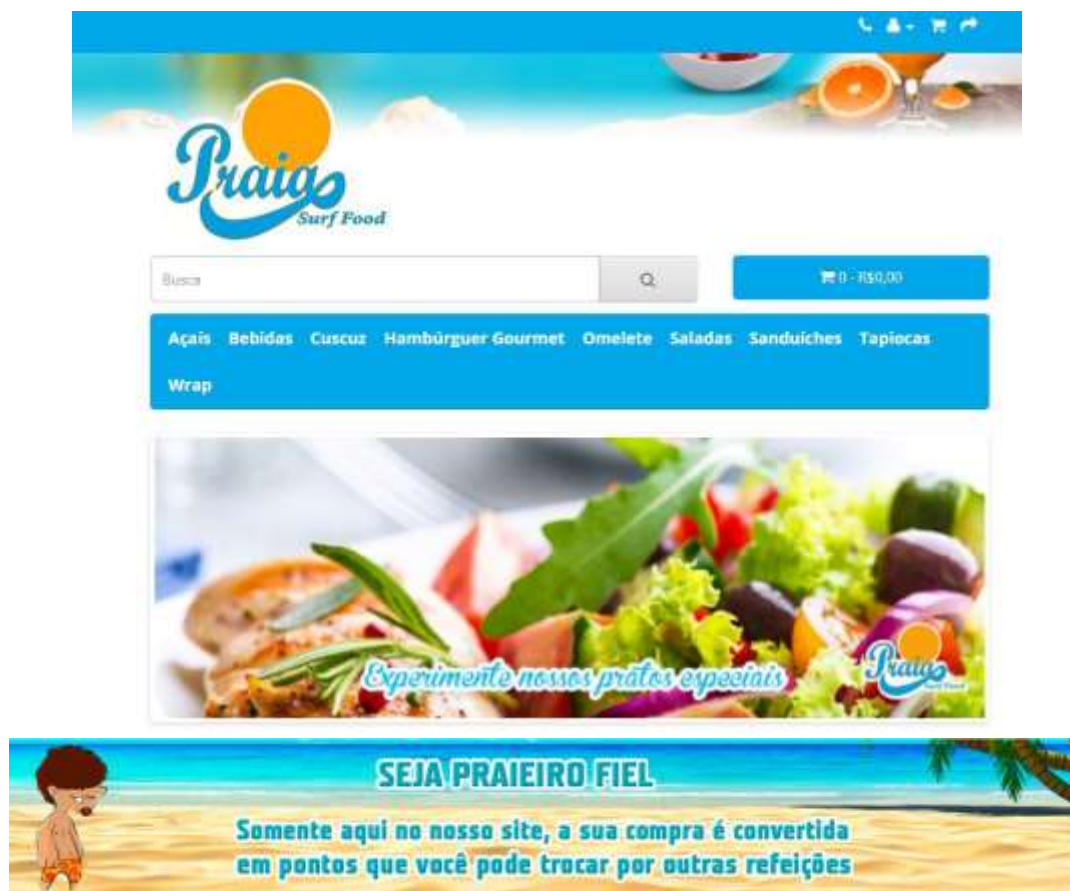 Praia
Surf Food
Busca
0 - R$0,00
Açais Bebidas Cuscuz Hambúrguer Gourmet Omelete Saladas Sanduiches Tapiocas
Wrap
Experimente nossos pratos especiais
Praia
Surf Food
SEJA PRAIEIRO FIEL
Somente aqui no nosso site, a sua compra é convertida
em pontos que você pode trocar por outras refeições